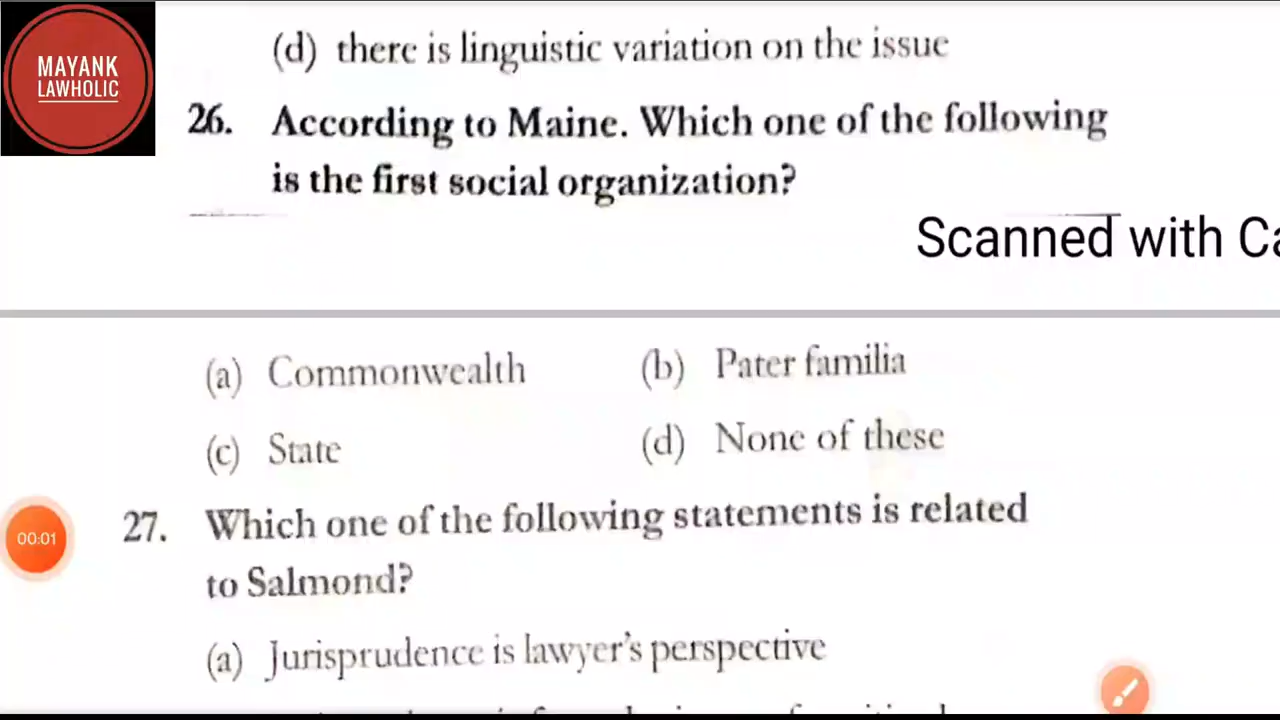 MAYANK
LAWHOLIC
(d) there is linguistic variation on the issue
26. According to Maine. Which one of the following
is the first social organization?
Scanned with Ca
(a) Commonwealth (b) Pater familia
(c) State (d) None of these
00:01
27. Which one of the following statements is related
to Salmond?
(a) Jurisprudence is lawyer's perspective